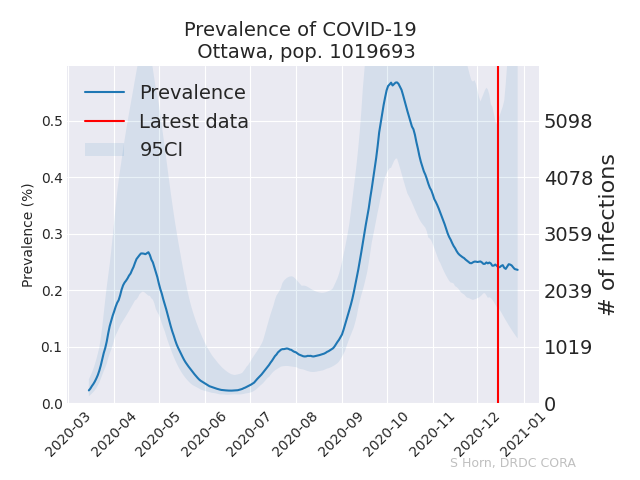 Prevalence of COVID-19
Ottawa, pop. 1019693
Prevalence
Latest data
95CI
Prevalence (%)
0.5
0.4
0.3
0.2
0.1
0.0
5098
4078
3059
2039
1019
0
# of infections
2020-03
2020-04
2020-05
2020-06
2020-07
2020-08
2020-09
2020-10
2020-11
2020-12
2021-01
S Horn, DRDC CORA